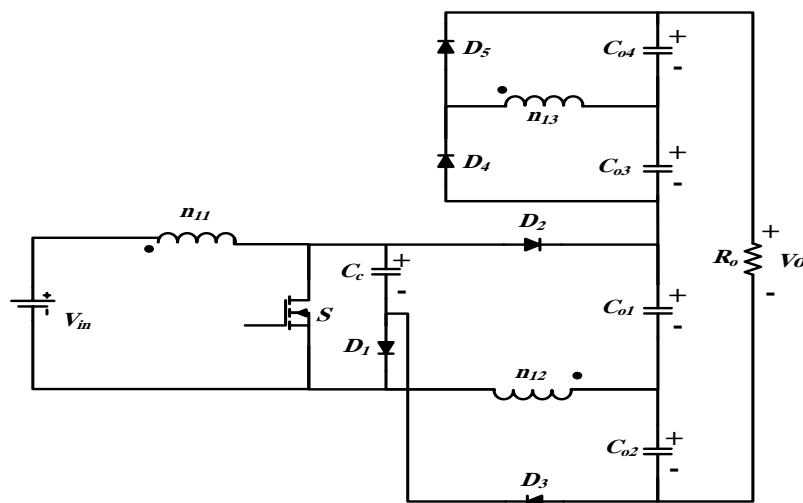 D5
Co4
+
-
n13
D4
Co3
+
-
n11
D2
+
Cc
-
S
Vin
+
-
D1
Co1
+
-
Ro
+
Vo
-
n12
Co2
+
-
D3